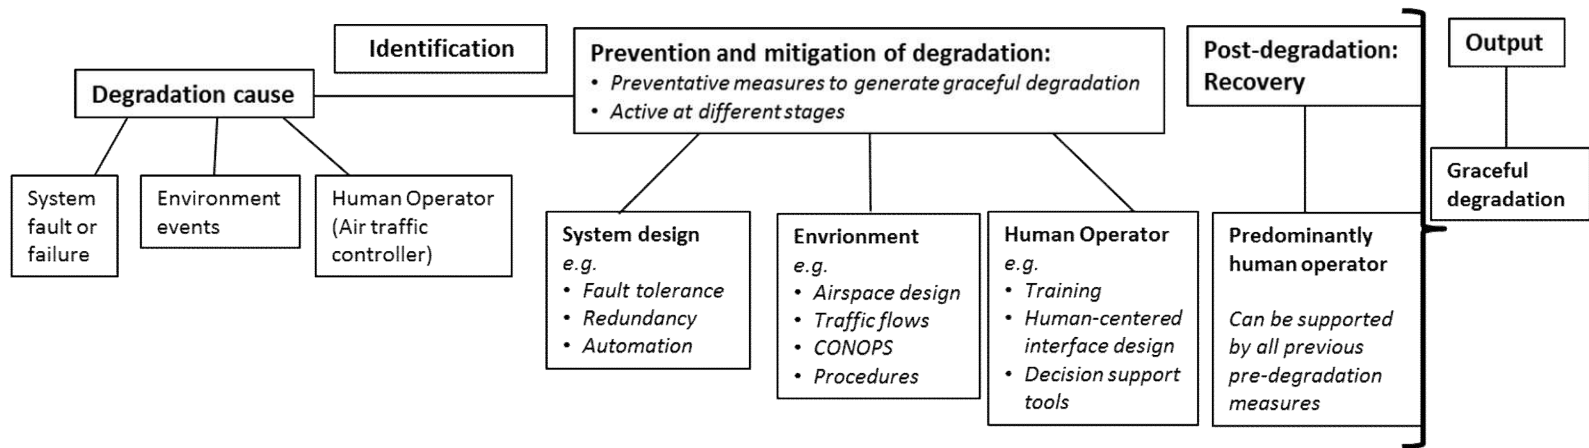 Identification
Degradation cause
System
fault or
failure
Environment
events
Human Operator
(Air traffic
controller)
Prevention and mitigation of degradation:
• Preventative measures to generate graceful degradation
• Active at different stages
System design
e.g.
• Fault tolerance
• Redundancy
• Automation
Envrionment
e.g.
• Airspace design
• Traffic flows
• CONOPS
• Procedures
Human Operator
e.g.
• Training
• Human-centered
interface design
• Decision support
tools
Post-degradation:
Recovery
Predominantly
human operator
Can be supported
by all previous
pre-degradation
measures
Output
Graceful
degradation